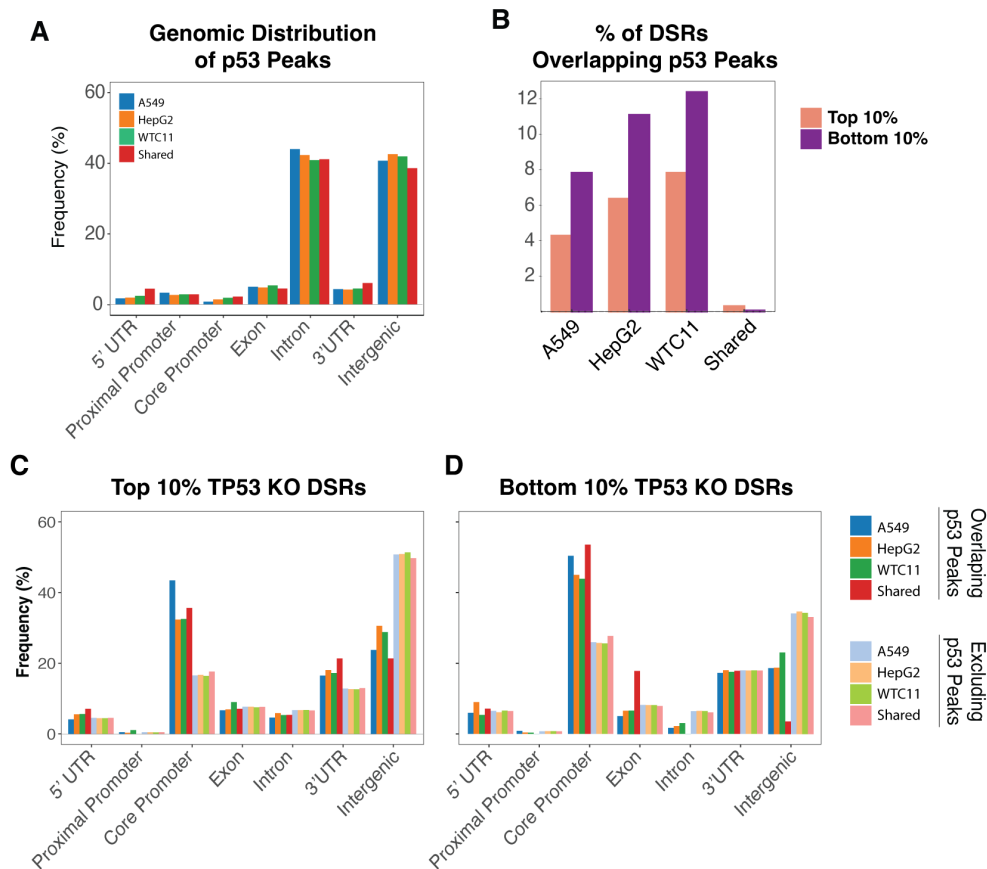 A
Genomic Distribution
of p53 Peaks
Frequency (%)
60
40
20
0
A549
HepG2
WTC11
Shared
5' UTR
Proximal Promoter
Core Promoter
Exon
Intron
3'UTR
Intergenic
B
% of DSRs
Overlapping p53 Peaks
12
10
8
6
4
2
A549
HepG2
WTC11
Shared
Top 10%
Bottom 10%
C
Top 10% TP53 KO DSRs
Frequency (%)
60
40
20
0
5' UTR
Proximal Promoter
Core Promoter
Exon
Intron
3'UTR
Intergenic
D
Bottom 10% TP53 KO DSRs
5' UTR
Proximal Promoter
Core Promoter
Exon
Intron
3'UTR
Intergenic
A549
HepG2
WTC11
Shared
Overlaping
p53 Peaks
A549
HepG2
WTC11
Shared
Excluding
p53 Peaks